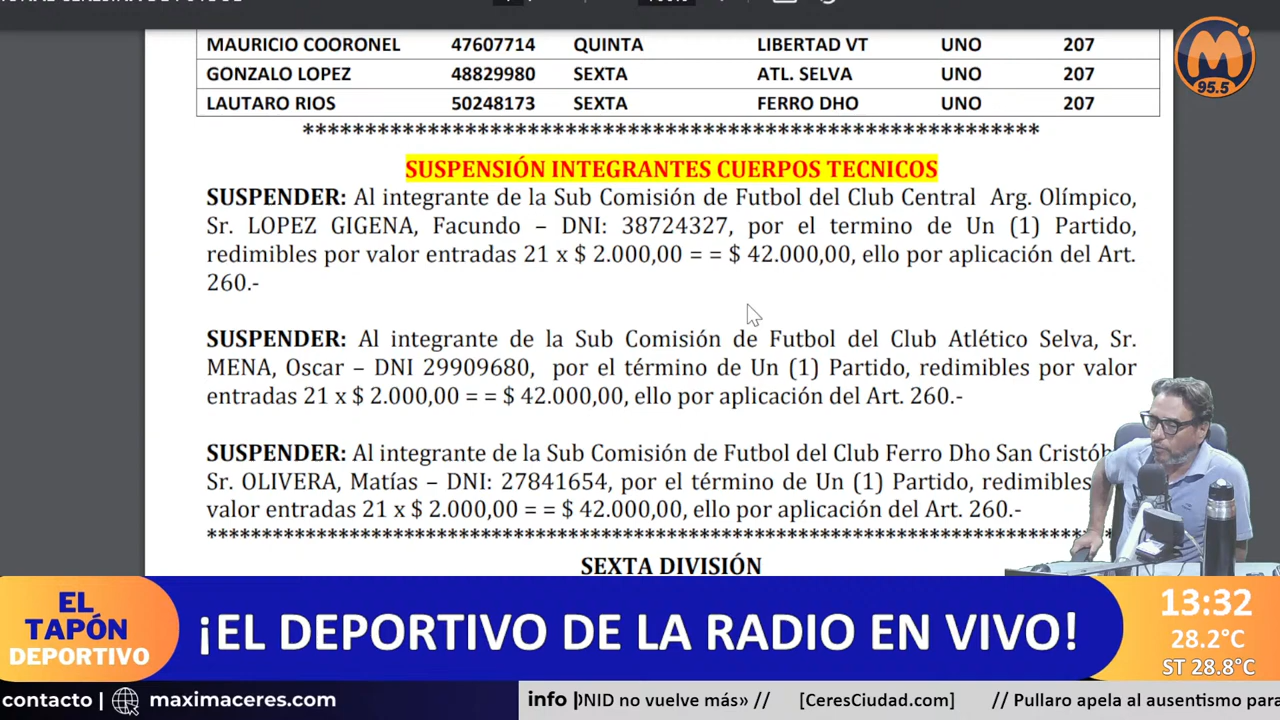 MAURICIO COORONEL 47607714 QUINTA LIBERTAD VT UNO 207
GONZALO LOPEZ 48829980 SEXTA ATL. SELVA UNO 207
LAUTARO RIOS 50248173 SEXTA FERRO DHO UNO 207
M
95.5
***********************************************************
SUSPENSIÓN INTEGRANTES CUERPOS TECNICOS
SUSPENDER: Al integrante de la Sub Comisión de Futbol del Club Central Arg. Olímpico,
Sr. LOPEZ GIGENA, Facundo – DNI: 38724327, por el termino de Un (1) Partido,
redimibles por valor entradas 21 x $ 2.000,00 = = $ 42.000,00, ello por aplicación del Art.
260.-
SUSPENDER: Al integrante de la Sub Comisión de Futbol del Club Atlético Selva, Sr.
MENA, Oscar – DNI 29909680, por el término de Un (1) Partido, redimibles por valor
entradas 21 x $ 2.000,00 = = $ 42.000,00, ello por aplicación del Art. 260.-
SUSPENDER: Al integrante de la Sub Comisión de Futbol del Club Ferro Dho San Cristób
Sr. OLIVERA, Matías – DNI: 27841654, por el término de Un (1) Partido, redimibles
valor entradas 21 x $ 2.000,00 = = $ 42.000,00, ello por aplicación del Art. 260.-
*************************************************************************
SEXTA DIVISIÓN
EL
TAPÓN
DEPORTIVO
¡EL DEPORTIVO DE LA RADIO EN VIVO!
13:32
28.2°C
ST 28.8°C
contacto | maximaceres.com
info | ONID no vuelve más» // [CeresCiudad.com] // Pullaro apela al ausentismo para